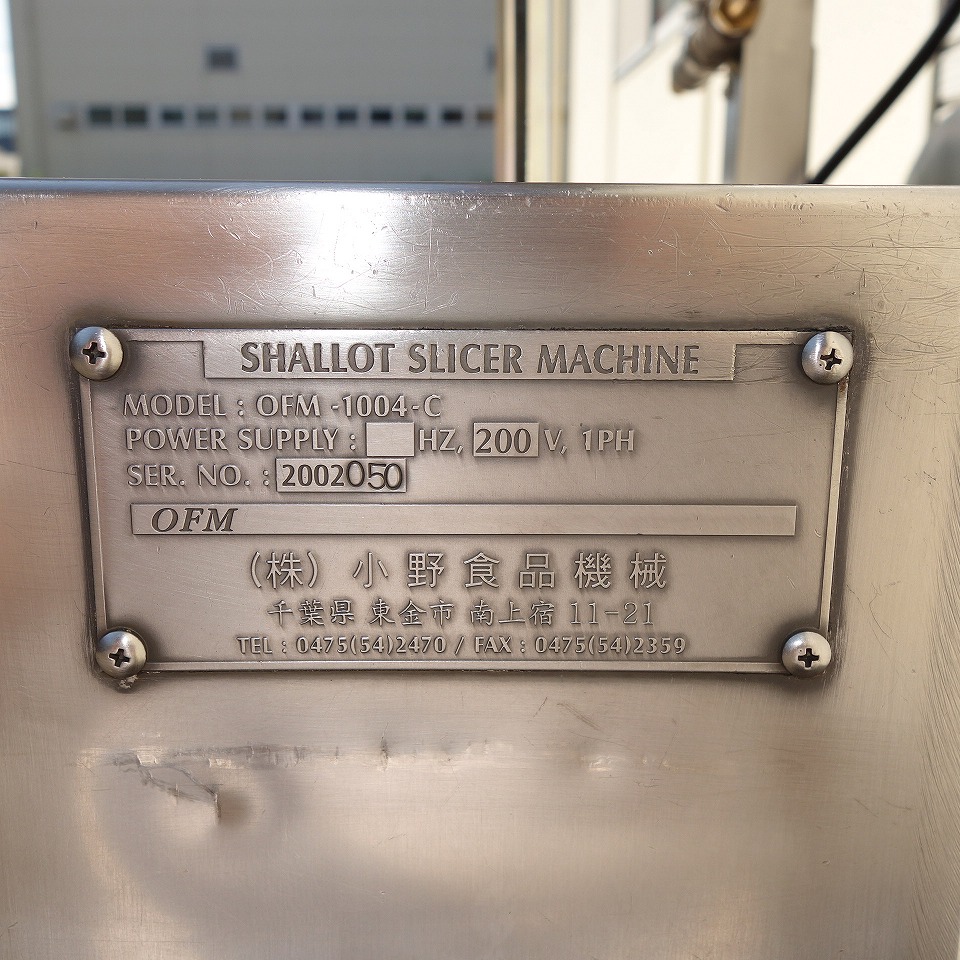 SHALLOT SLICER MACHINE
MODEL : OFM -1004-C
POWER SUPPLY : HZ, 200 V, 1PH
SER. NO. : 2002050
OFM
(株) 小野食品機械
千葉県 東金市 南上宿 11-21
TEL : 0475(54)2470 / FAX : 0475(54)2359